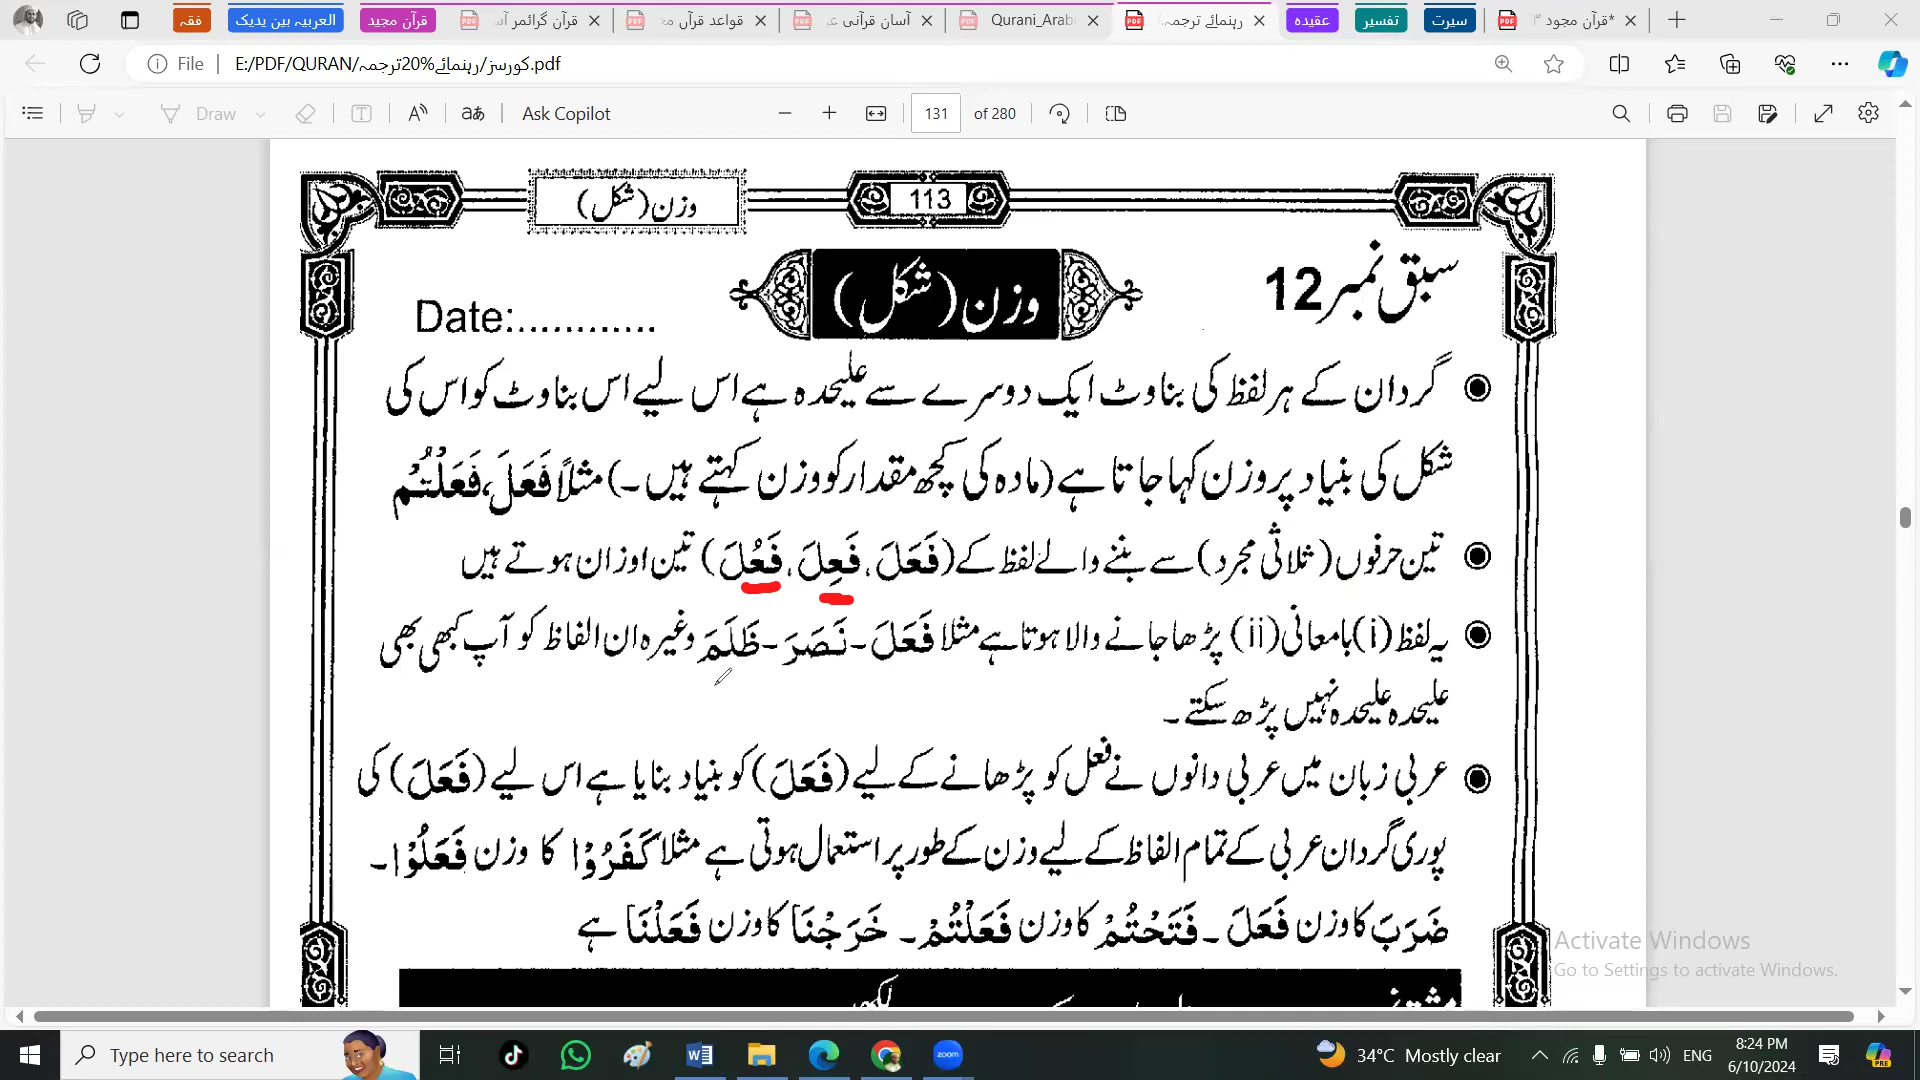 فقہ
العربیہ بین یدیک
قرآن مجید
قرآن گرائمر آس
قواعد قرآن مج
آسان قرآنی ع
Qurani_Arab
رہنمائے ترجمہ
عقیدہ
تفسیر
سیرت
قرآن مجود ۳*
File
E:/PDF/QURAN/رہنمائے%20ترجمہ/کورسز.pdf
Draw
Ask Copilot
131
of 280
وزن (شکل)
113
سبق نمبر 12
وزن (شکل)
Date:............
گردان کے ہر لفظ کی بناوٹ ایک دوسرے سے علیحدہ ہے اس لیے اس بناوٹ کو اس کی
شکل کی بنیاد پر وزن کہا جاتا ہے (مادہ کی کچھ مقدار کو وزن کہتے ہیں۔) مثلاً فَعَلَ، فَعَلْتُمْ
تین حرفوں (ثلاثی مجرد) سے بننے والے لفظ کے (فَعَلَ، فَعِلَ، فَعُلَ) تین اوزان ہوتے ہیں
یہ لفظ (i) بامعانی (ii) پڑھا جانے والا ہوتا ہے مثلا فَعَلَ - نَصَرَ - ظَلَمَ وغیرہ ان الفاظ کو آپ کبھی بھی
علیحدہ علیحدہ نہیں پڑھ سکتے۔
عربی زبان میں عربی دانوں نے فعل کو پڑھانے کے لیے (فَعَلَ) کو بنیاد بنایا ہے اس لیے (فَعَلَ) کی
پوری گردان عربی کے تمام الفاظ کے لیے وزن کے طور پر استعمال ہوتی ہے مثلا کَفَرُوْا کا وزن فَعَلُوْا۔
ضَرَبَ کا وزن فَعَلَ۔ فَتَحْتُمْ کا وزن فَعَلْتُمْ۔ خَرَجْنَا کا وزن فَعَلْنَا ہے
Activate Windows
Go to Settings to activate Windows.
Type here to search
zoom
34°C Mostly clear
ENG
8:24 PM
6/10/2024
PRE